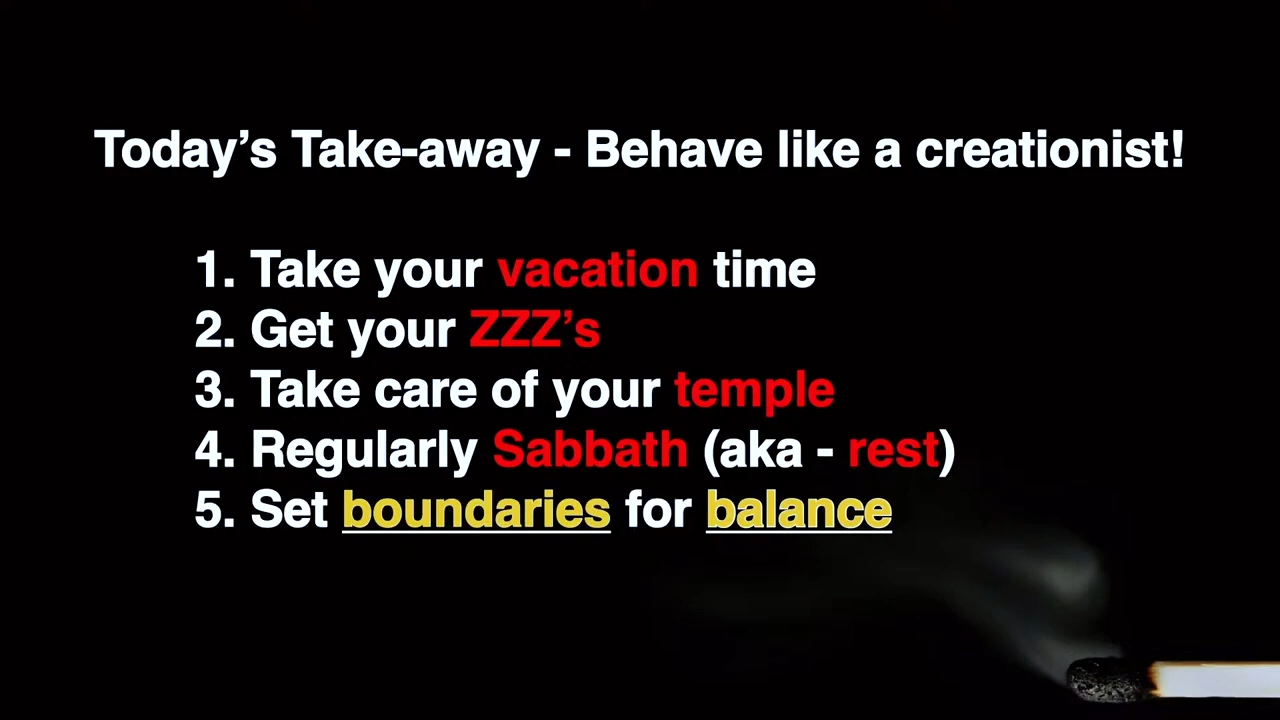 Today’s Take-away - Behave like a creationist!
1. Take your vacation time
2. Get your ZZZ’s
3. Take care of your temple
4. Regularly Sabbath (aka - rest)
5. Set boundaries for balance